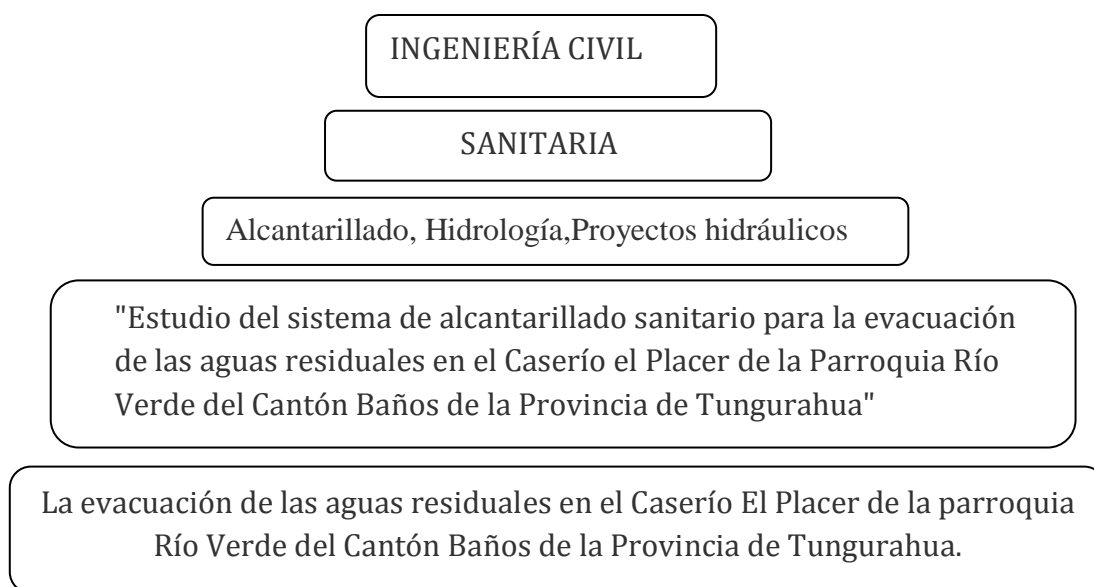 INGENIERÍA CIVIL
SANITARIA
Alcantarillado, Hidrología,Proyectos hidráulicos
"Estudio del sistema de alcantarillado sanitario para la evacuación
de las aguas residuales en el Caserío el Placer de la Parroquia Río
Verde del Cantón Baños de la Provincia de Tungurahua"
La evacuación de las aguas residuales en el Caserío El Placer de la parroquia
Río Verde del Cantón Baños de la Provincia de Tungurahua.